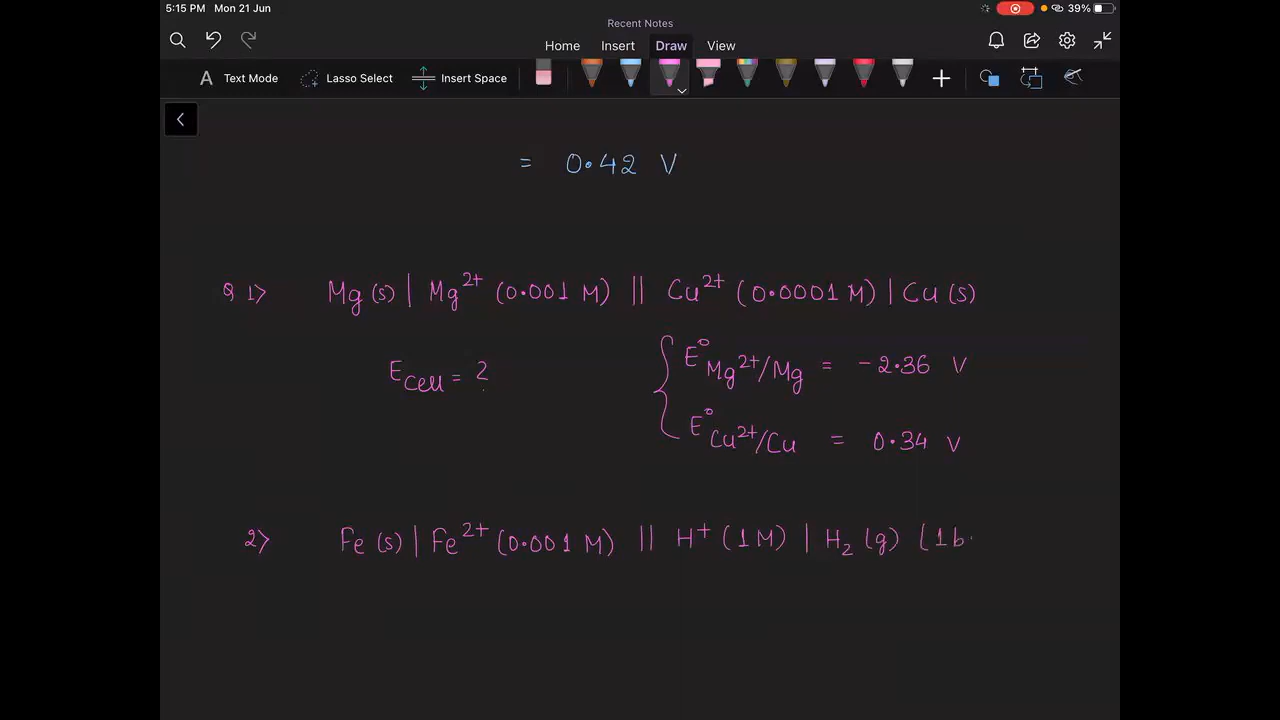 5:15 PM Mon 21 Jun 39%
Recent Notes
Home Insert Draw View
Text Mode Lasso Select Insert Space
= 0.42 V
Q 1> Mg (s) | Mg²⁺ (0.001 M) || Cu²⁺ (0.0001 M) | Cu (s)
E°Mg²⁺/Mg = -2.36 V
Ecell = ?
E°Cu²⁺/Cu = 0.34 V
2> Fe (s) | Fe²⁺ (0.001 M) || H⁺ (1 M) | H₂ (g) (1 b